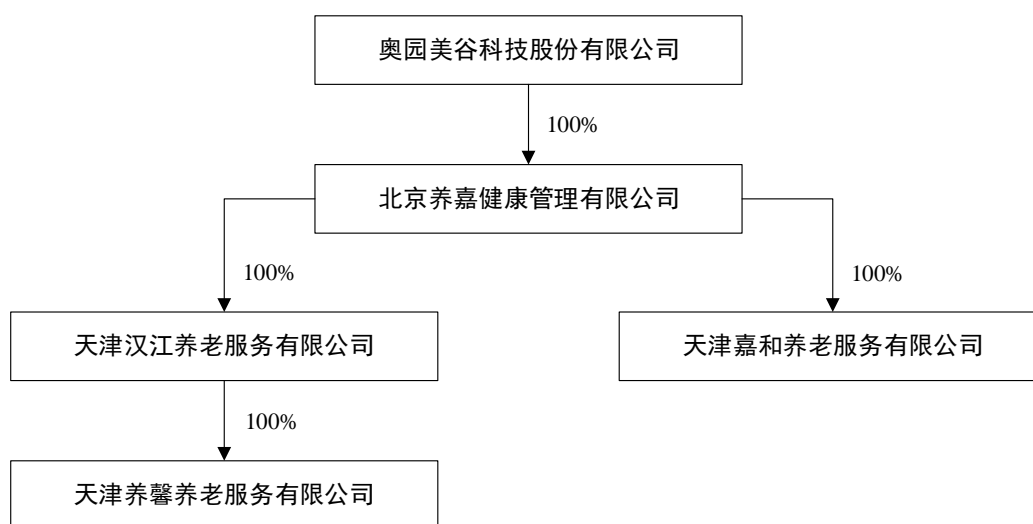 奥园美谷科技股份有限公司
100%
北京养嘉健康管理有限公司
100%
100%
天津汉江养老服务有限公司
天津嘉和养老服务有限公司
100%
天津养馨养老服务有限公司